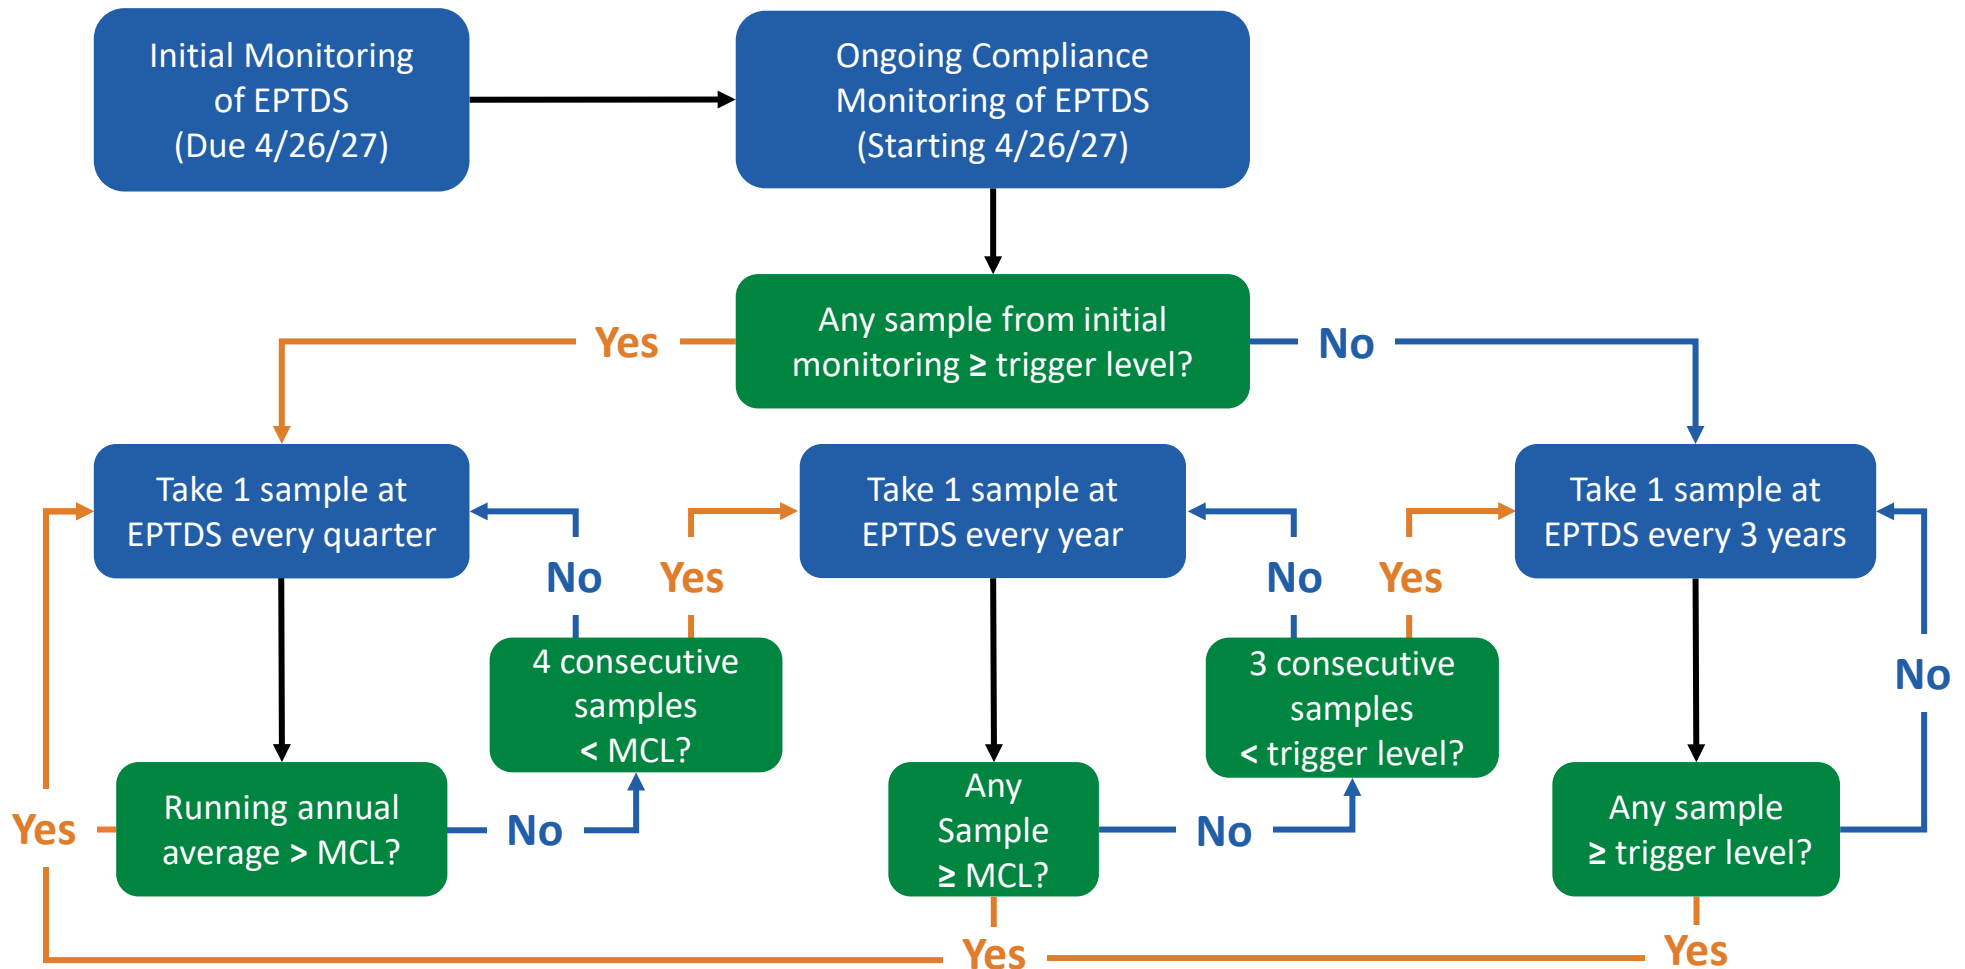 Initial Monitoring
of EPTDS
(Due 4/26/27)
Ongoing Compliance
Monitoring of EPTDS
(Starting 4/26/27)
Any sample from initial
monitoring ≥ trigger level?
Yes
No
Take 1 sample at
EPTDS every quarter
Take 1 sample at
EPTDS every year
Take 1 sample at
EPTDS every 3 years
No
Yes
No
Yes
4 consecutive
samples
< MCL?
3 consecutive
samples
< trigger level?
No
Running annual
average > MCL?
Yes
No
Any
Sample
≥ MCL?
No
Any sample
≥ trigger level?
Yes
Yes